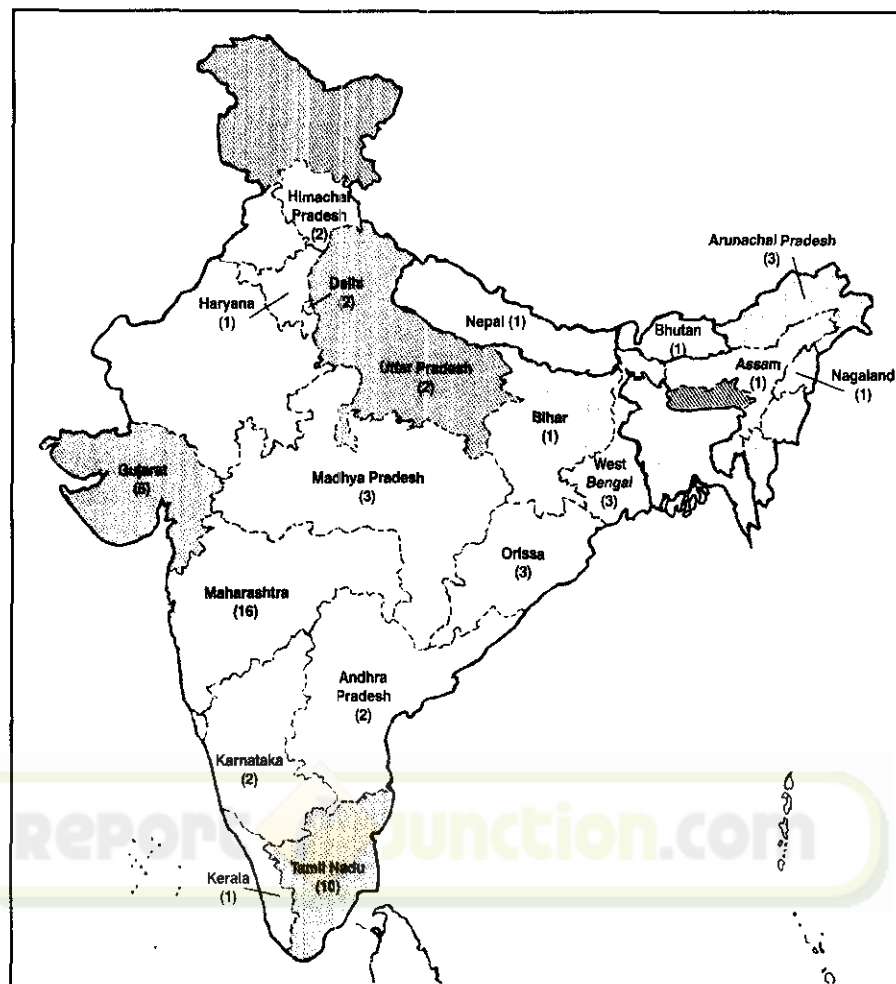 Himachal
Pradesh
(2)
Arunachal Pradesh
(3)
Haryana
(1)
Delhi
(2)
Nepal (1)
Bhutan
(1)
Assam
(1)
Nagaland
(1)
Uttar Pradesh
(2)
Bihar
(1)
Gujarat
Madhya Pradesh
(3)
West
Bengal
(3)
Orissa
(3)
Maharashtra
(16)
Andhra
Pradesh
(2)
Karnataka
(2)
ReportJunction.com
Tamil Nadu
(10)
Kerala
(1)